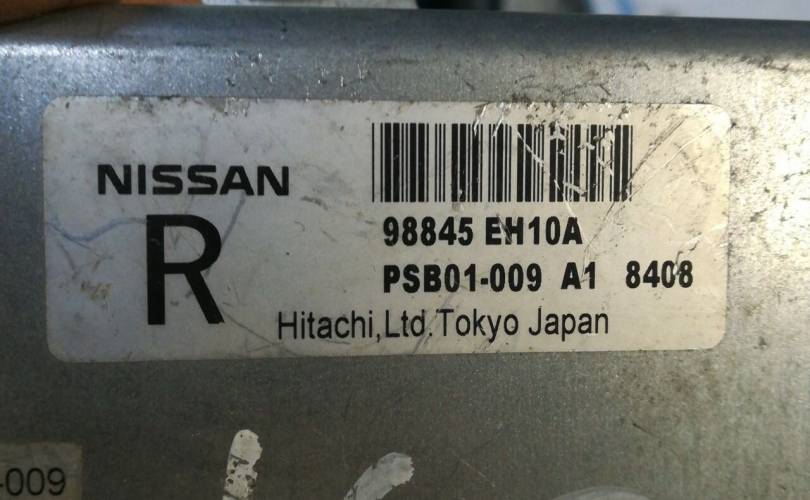 NISSAN
R
98845 EH10A
PSB01-009 A1 8408
Hitachi,Ltd.Tokyo Japan
-009